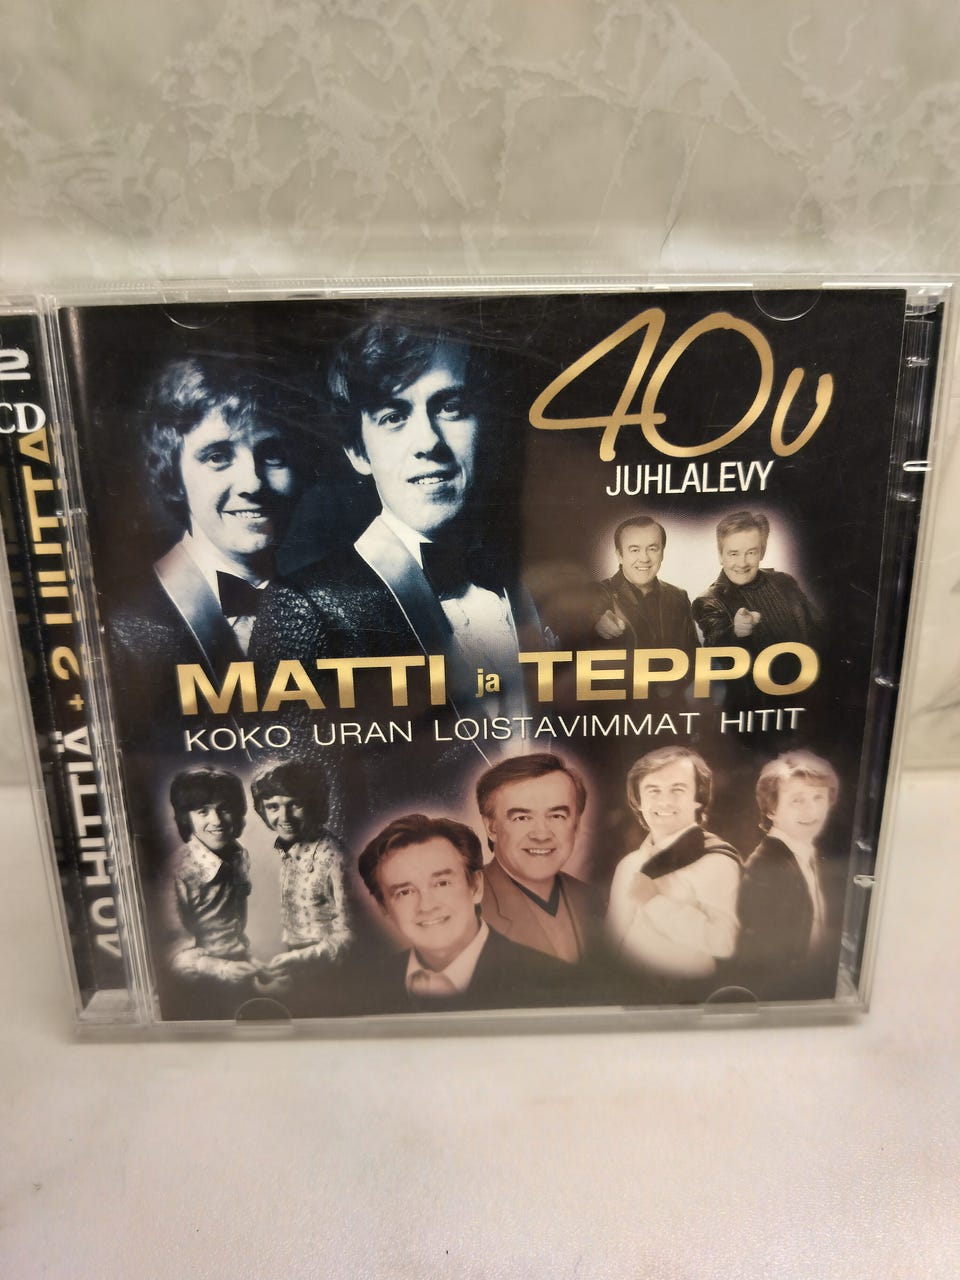 40v
JUHLALEVY
MATTI ja TEPPO
KOKO URAN LOISTAVIMMAT HITIT
2
CD
40 HITTIÄ + 2 UUTTA